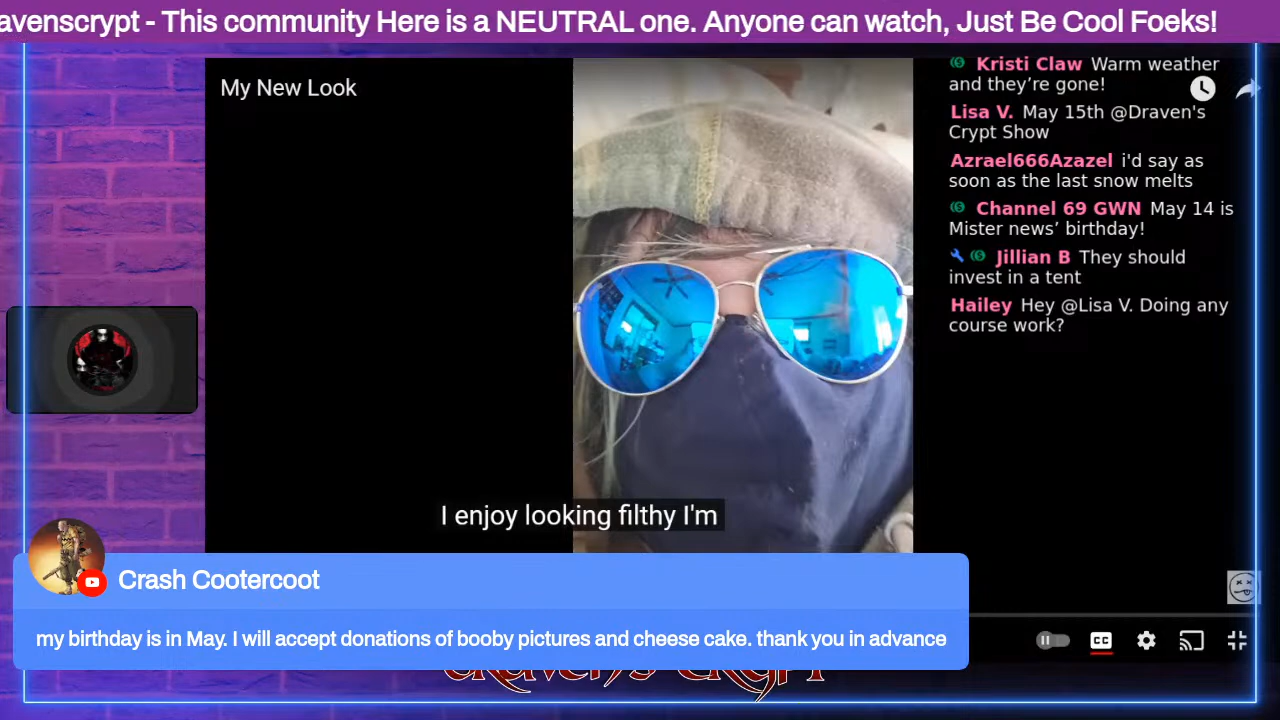 avenscrypt - This community Here is a NEUTRAL one. Anyone can watch, Just Be Cool Foeks!
My New Look
Kristi Claw Warm weather
and they're gone!
Lisa V. May 15th @Draven's
Crypt Show
Azrael666Azazel i'd say as
soon as the last snow melts
Channel 69 GWN May 14 is
Mister news' birthday!
Jillian B They should
invest in a tent
Hailey Hey @Lisa V. Doing any
course work?
I enjoy looking filthy I'm
Crash Cootercoot
my birthday is in May. I will accept donations of booby pictures and cheese cake. thank you in advance
CC
Draven's Crypt